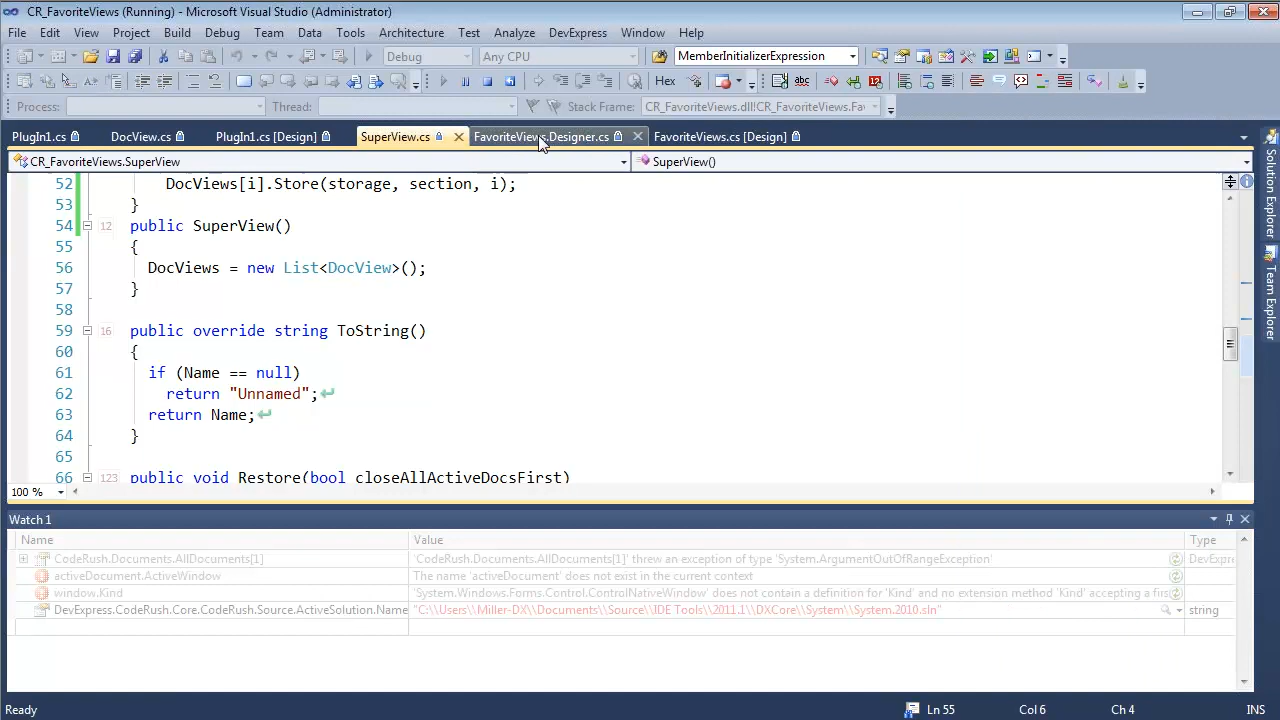 CR_FavoriteViews (Running) - Microsoft Visual Studio (Administrator)
File Edit View Project Build Debug Team Data Tools Architecture Test Analyze DevExpress Window Help
Debug Any CPU MemberInitializerExpression
Hex
Process: Thread: Stack Frame: CR_FavoriteViews.dll!CR_FavoriteViews.Fav
PlugIn1.cs DocView.cs PlugIn1.cs [Design] SuperView.cs FavoriteViews.Designer.cs FavoriteViews.cs [Design]
CR_FavoriteViews.SuperView SuperView()
52 DocViews[i].Store(storage, section, i);
53 }
54 12 public SuperView()
55 {
56 DocViews = new List<DocView>();
57 }
58
59 16 public override string ToString()
60 {
61 if (Name == null)
62 return "Unnamed";
63 return Name;
64 }
65
66 123 public void Restore(bool closeAllActiveDocsFirst)
100 %
Watch 1
Name Value Type
CodeRush.Documents.AllDocuments[1] 'CodeRush.Documents.AllDocuments[1]' threw an exception of type 'System.ArgumentOutOfRangeException' DevExpre
activeDocument.ActiveWindow The name 'activeDocument' does not exist in the current context
window.Kind 'System.Windows.Forms.Control.ControlNativeWindow' does not contain a definition for 'Kind' and no extension method 'Kind' accepting a firs
DevExpress.CodeRush.Core.CodeRush.Source.ActiveSolution.Name "C:\\Users\\Miller-DX\\Documents\\Source\\IDE Tools\\2011.1\\DXCore\\System\\System.2010.sln" string
Ready Ln 55 Col 6 Ch 4 INS
Solution Explorer
Team Explorer